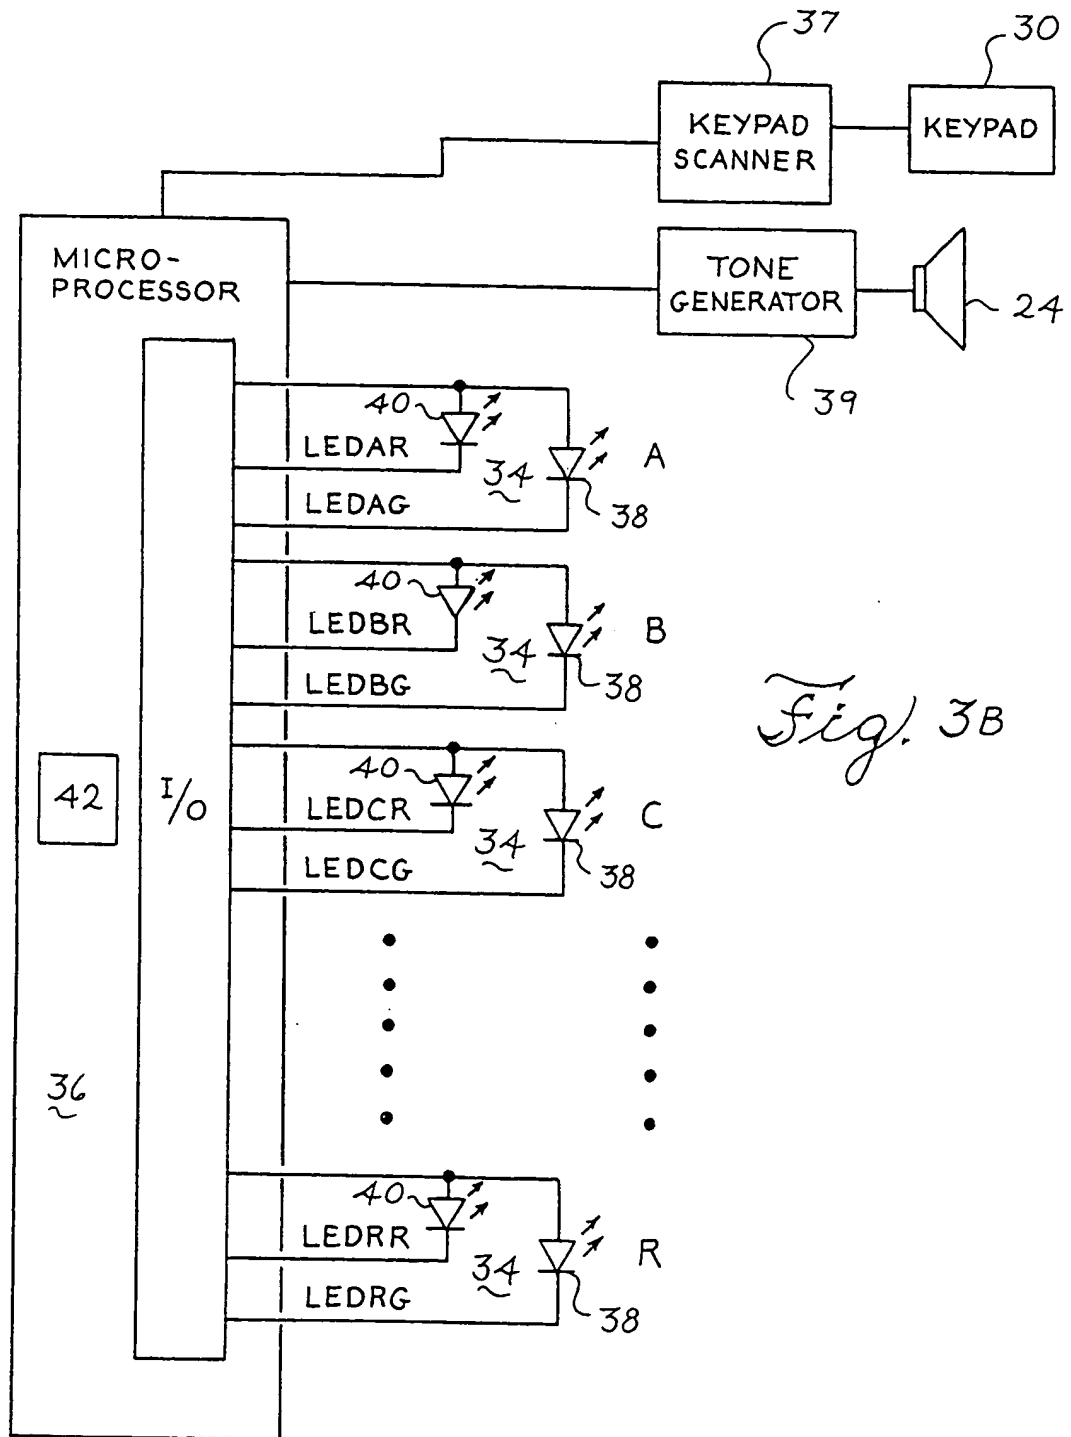 37
30
KEYPAD
SCANNER
KEYPAD
MICRO-
PROCESSOR
TONE
GENERATOR
24
39
I/O
40
LEDAR
34
A
LEDAG
38
40
LEDBR
34
B
LEDBG
38
Fig. 3B
42
40
LEDCR
34
C
LEDCG
38
36
40
LEDRR
34
R
LEDRG
38